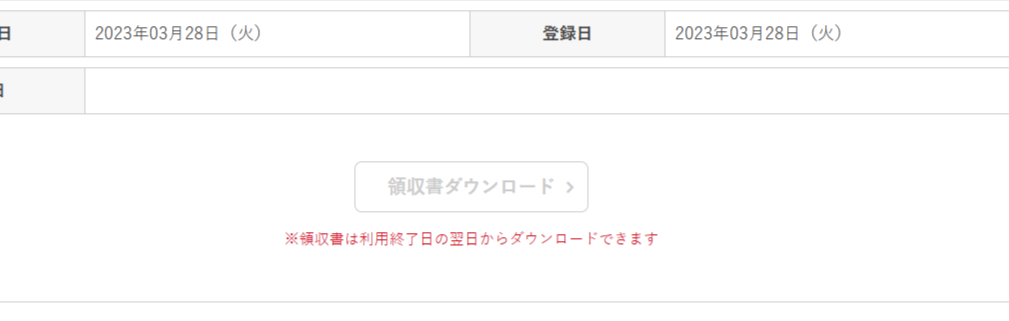 日 2023年03月28日（火） 登録日 2023年03月28日（火）
日
領収書ダウンロード
※領収書は利用終了日の翌日からダウンロードできます